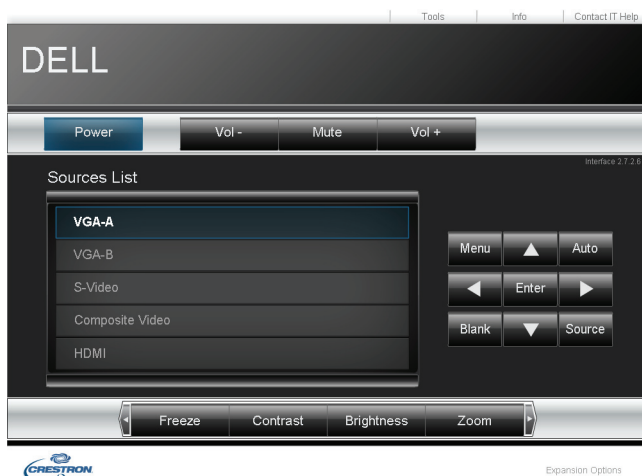 Tools Info Contact IT Help
DELL
Power Vol - Mute Vol +
Interface 2.7.2.6
Sources List
VGA-A
VGA-B
S-Video
Composite Video
HDMI
Menu Auto
Enter
Blank Source
Freeze Contrast Brightness Zoom
CRESTRON
Expansion Options